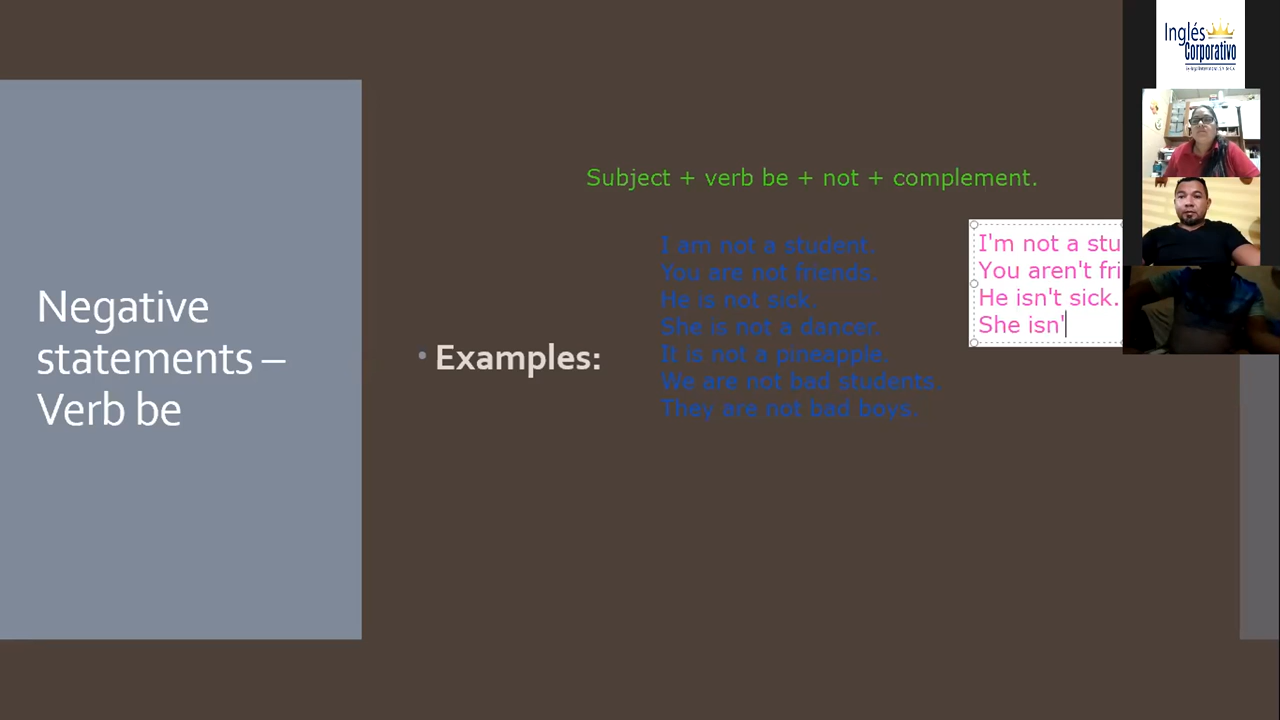 Inglés
Corporativo
Negative
statements –
Verb be
Subject + verb be + not + complement.
• Examples:
I am not a student.
You are not friends.
He is not sick.
She is not a dancer.
It is not a pineapple.
We are not bad students.
They are not bad boys.
I'm not a stu
You aren't fri
He isn't sick.
She isn'